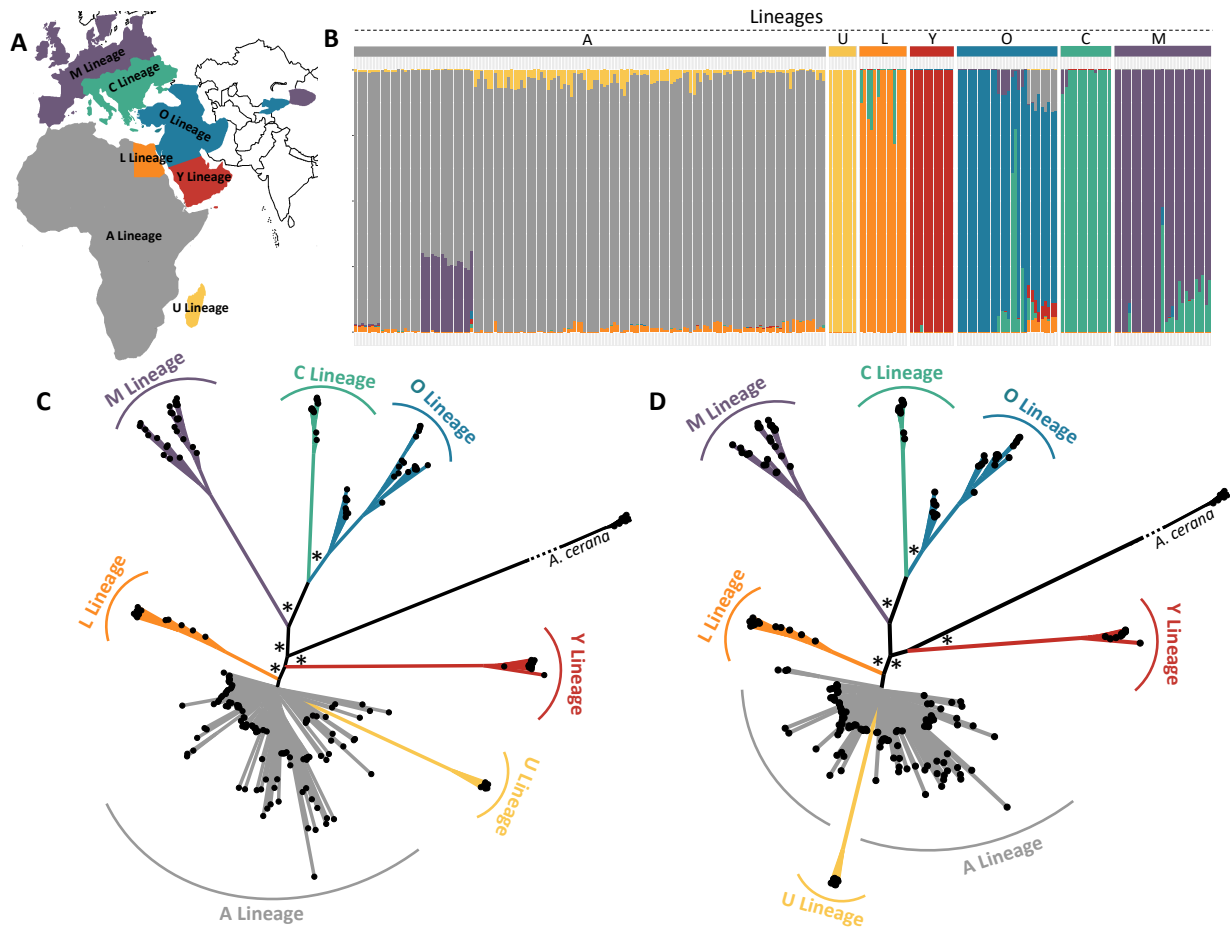 A
M Lineage
C Lineage
O Lineage
L Lineage
Y Lineage
A Lineage
U Lineage
B
Lineages
A
U
L
Y
O
C
M
C
M Lineage
C Lineage
O Lineage
*
A. cerana
*
*
*
*
L Lineage
Y Lineage
U Lineage
A Lineage
D
M Lineage
C Lineage
O Lineage
*
A. cerana
*
*
*
*
L Lineage
Y Lineage
A Lineage
U Lineage